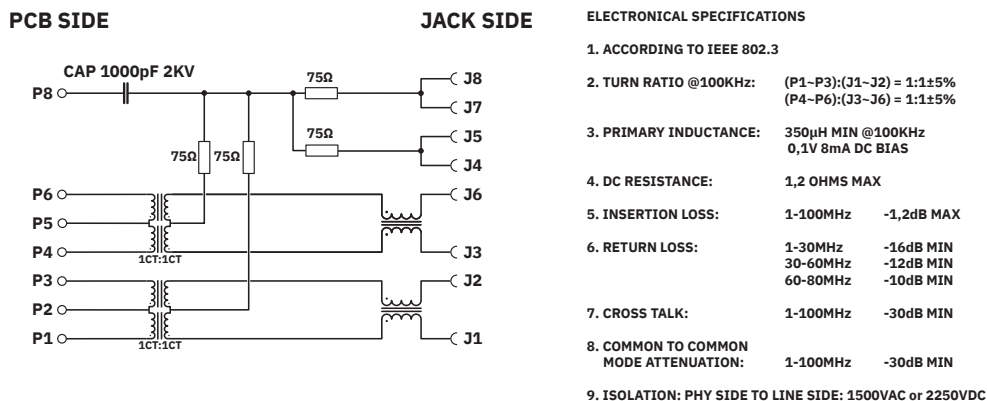 PCB SIDE
JACK SIDE
CAP 1000pF 2KV
P8
75Ω
J8
J7
75Ω
J5
J4
75Ω
75Ω
P6
P5
P4
1CT:1CT
J6
J3
P3
P2
P1
1CT:1CT
J2
J1
ELECTRONICAL SPECIFICATIONS
1. ACCORDING TO IEEE 802.3
2. TURN RATIO @100KHz: (P1~P3):(J1~J2) = 1:1±5%
(P4~P6):(J3~J6) = 1:1±5%
3. PRIMARY INDUCTANCE: 350µH MIN @100KHz
0,1V 8mA DC BIAS
4. DC RESISTANCE: 1,2 OHMS MAX
5. INSERTION LOSS: 1-100MHz -1,2dB MAX
6. RETURN LOSS: 1-30MHz -16dB MIN
30-60MHz -12dB MIN
60-80MHz -10dB MIN
7. CROSS TALK: 1-100MHz -30dB MIN
8. COMMON TO COMMON
MODE ATTENUATION: 1-100MHz -30dB MIN
9. ISOLATION: PHY SIDE TO LINE SIDE: 1500VAC or 2250VDC